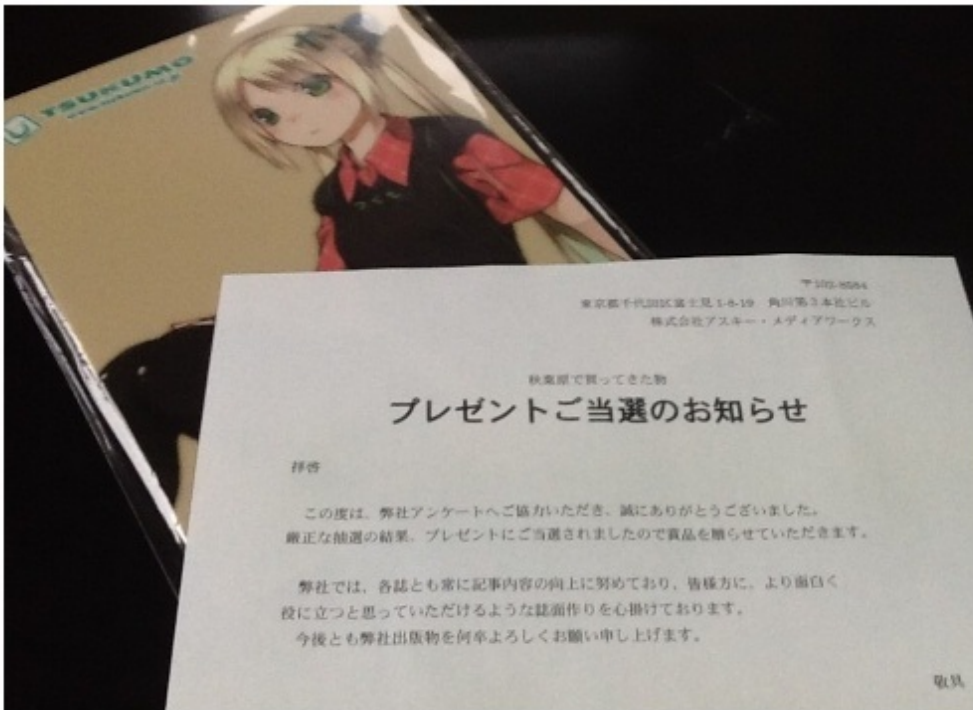 TSUKUMO
〒102-8584
東京都千代田区富士見 1-8-19 角川第3本社ビル
株式会社アスキー・メディアワークス
秋葉原で買ってきた物
プレゼントご当選のお知らせ
拝啓
この度は、弊社アンケートへご協力いただき、誠にありがとうございました。
厳正な抽選の結果、プレゼントにご当選されましたので賞品を贈らせていただきます。
弊社では、各誌とも常に記事内容の向上に努めており、皆様方に、より面白く
役に立つと思っていただけるような誌面作りを心掛けております。
今後とも弊社出版物を何卒よろしくお願い申し上げます。
敬具